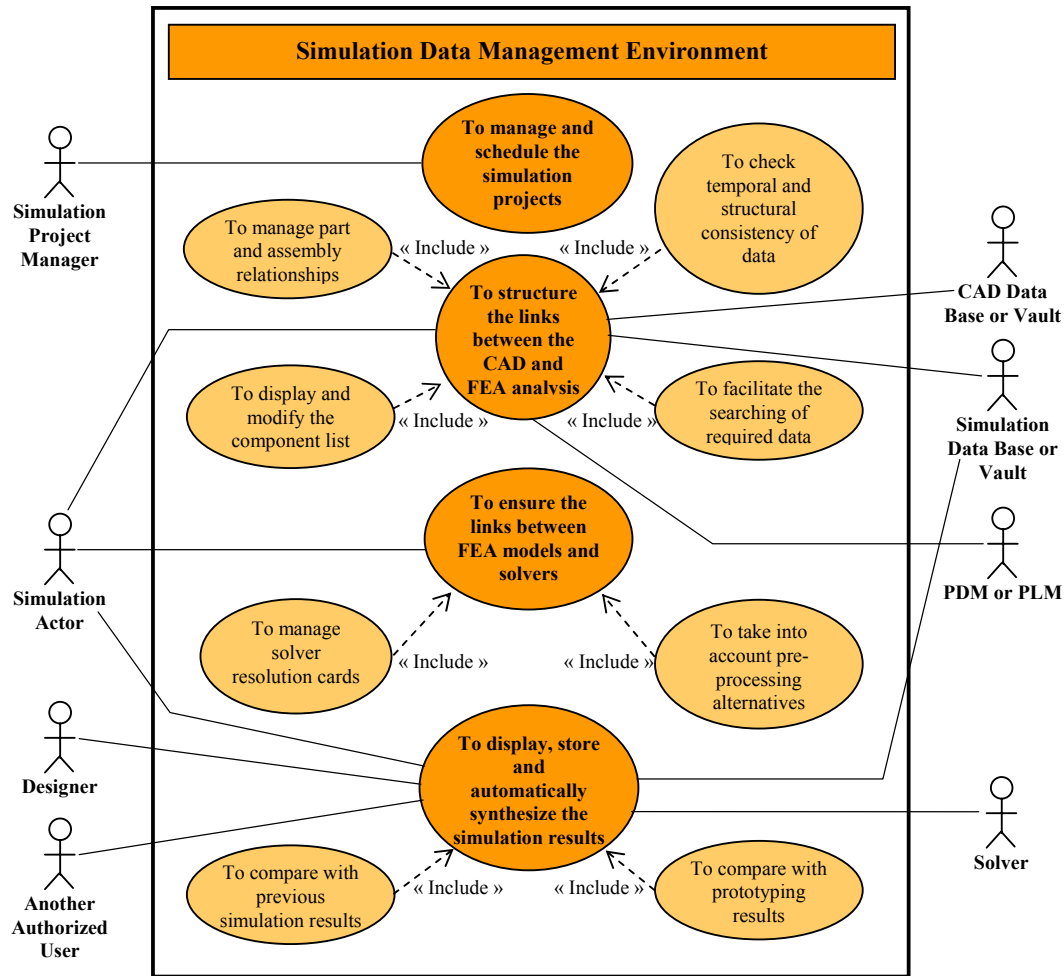 Simulation Data Management Environment
To manage and
schedule the
simulation
projects
To check
temporal and
structural
consistency of
data
Simulation
Project
Manager
To manage part
and assembly
relationships
« Include »
« Include »
To structure
the links
between the
CAD and
FEA analvsis
CAD Data
Base or Vault
To display and
modify the
component list
« Include »
« Include »
To facilitate the
searching of
required data
Simulation
Data Base or
Vault
To ensure the
links between
FEA models and
solvers
Simulation
Actor
PDM or PLM
To manage
solver
resolution cards
« Include »
« Include »
To take into
account pre-
processing
alternatives
Designer
To display, store
and
automatically
synthesize the
simulation results
Solver
Another
Authorized
User
To compare with
previous
simulation results
« Include »
« Include »
To compare with
prototyping
results